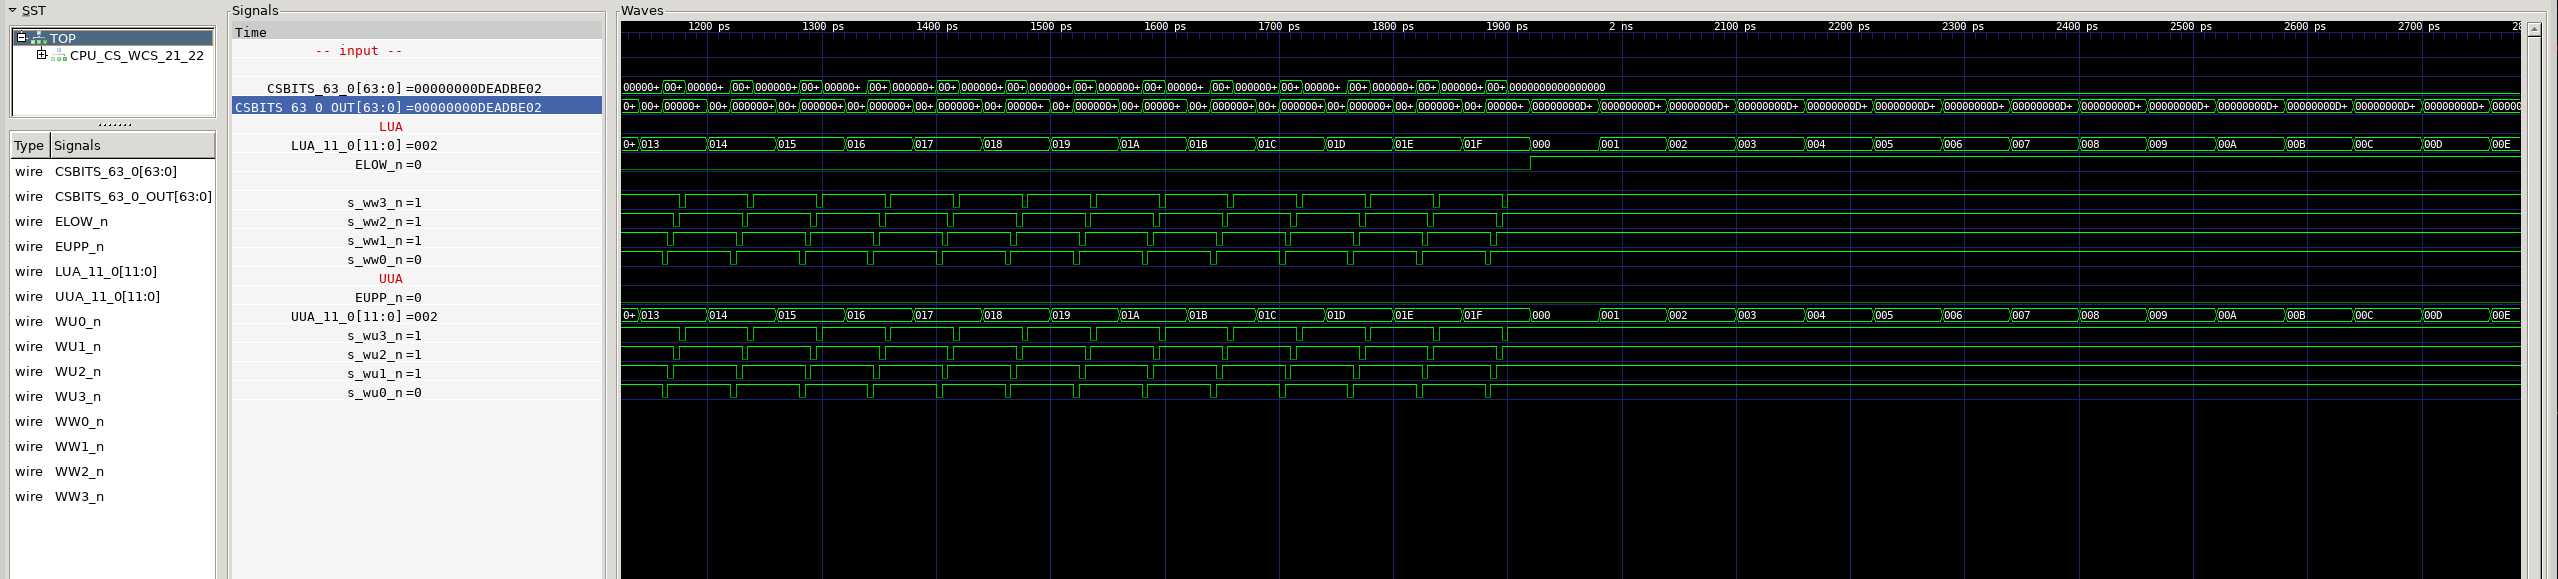 SST
TOP
CPU_CS_WCS_21_22
Type Signals
wire CSBITS_63_0[63:0]
wire CSBITS_63_0_OUT[63:0]
wire ELOW_n
wire EUPP_n
wire LUA_11_0[11:0]
wire UUA_11_0[11:0]
wire WU0_n
wire WU1_n
wire WU2_n
wire WU3_n
wire WW0_n
wire WW1_n
wire WW2_n
wire WW3_n
Signals
Time
-- input --
CSBITS_63_0[63:0] =00000000DEADBE02
CSBITS_63_0_OUT[63:0] =00000000DEADBE02
LUA
LUA_11_0[11:0] =002
ELOW_n =0
s_ww3_n =1
s_ww2_n =1
s_ww1_n =1
s_ww0_n =0
UUA
EUPP_n =0
UUA_11_0[11:0] =002
s_wu3_n =1
s_wu2_n =1
s_wu1_n =1
s_wu0_n =0
Waves
1200 ps 1300 ps 1400 ps 1500 ps 1600 ps 1700 ps 1800 ps 1900 ps 2 ns 2100 ps 2200 ps 2300 ps 2400 ps 2500 ps 2600 ps 2700 ps 28
00000+ 00+ 00000+ 00+ 000000+ 00+ 00000+ 00+ 000000+ 00+ 000000+ 00+ 000000+ 00+ 000000+ 00+ 00000+ 00+ 000000+ 00+ 00000+ 00+ 000000+ 00+ 000000+ 00+ 0000000000000000
0+ 00+ 00000+ 00+ 000000+ 00+ 00000+ 00+ 000000+ 00+ 000000+ 00+ 00000+ 00+ 000000+ 00+ 00000+ 00+ 000000+ 00+ 000000+ 00+ 00000+ 00+ 000000+ 00+ 00000+ 00000000D+ 00000000D+ 00000000D+ 00000000D+ 00000000D+ 00000000D+ 00000000D+ 00000000D+ 00000000D+ 00000000D+ 00000000D+ 00000000D+ 00000000D+ 00000
0+ 013 014 015 016 017 018 019 01A 01B 01C 01D 01E 01F 000 001 002 003 004 005 006 007 008 009 00A 00B 00C 00D 00E
0+ 013 014 015 016 017 018 019 01A 01B 01C 01D 01E 01F 000 001 002 003 004 005 006 007 008 009 00A 00B 00C 00D 00E